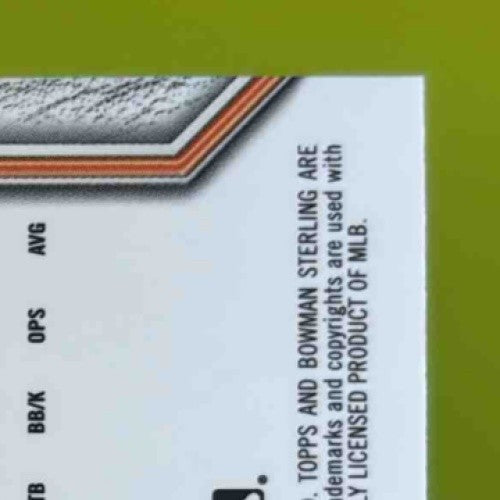 TB BB/K OPS AVG
. TOPPS AND BOWMAN STERLING ARE
demarks and copyrights are used with
LY LICENSED PRODUCT OF MLB.